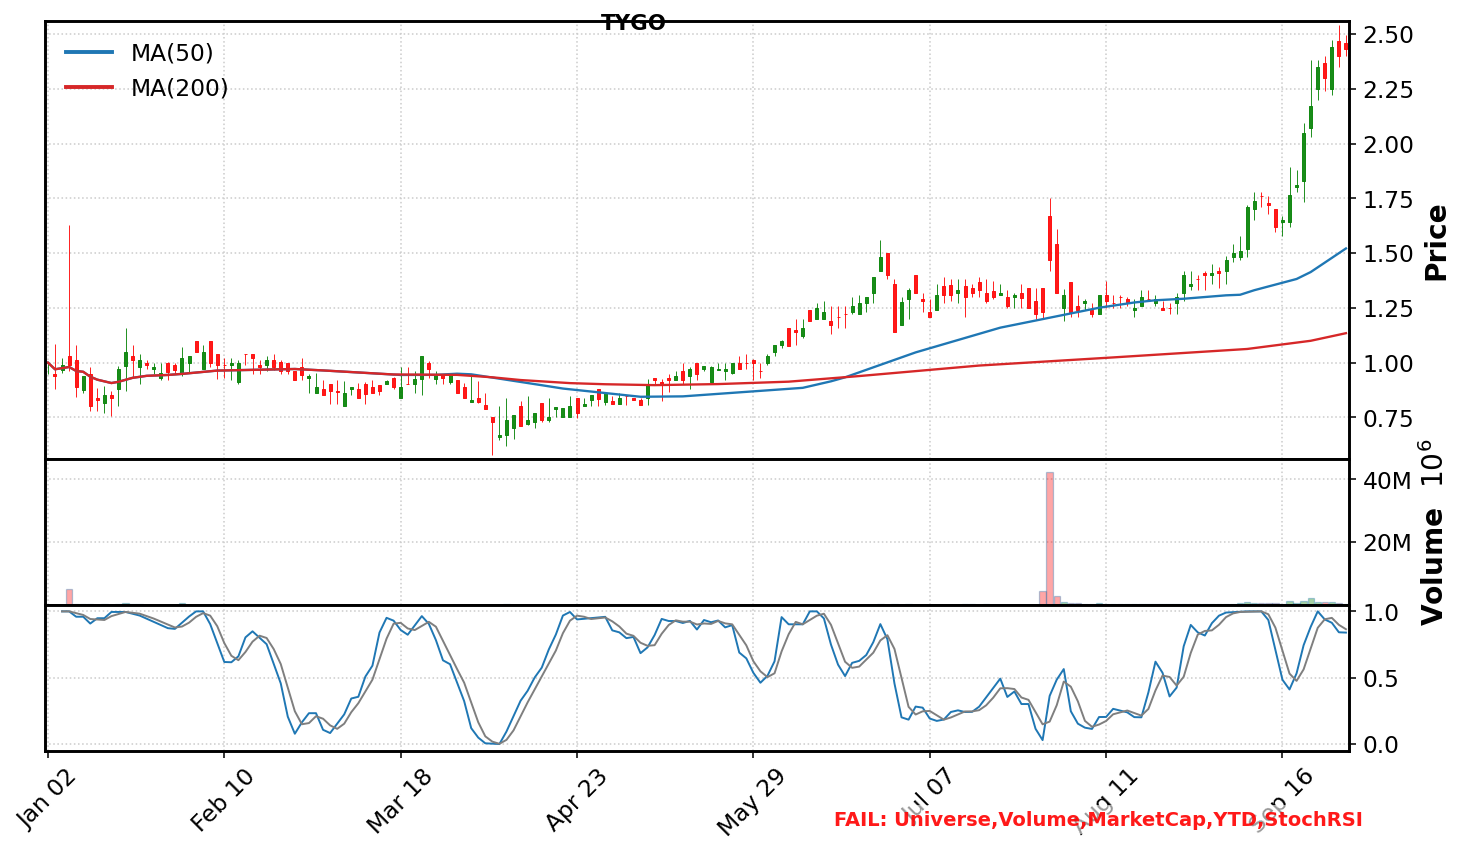 TYGO
MA(50)
MA(200)
2.50
2.25
2.00
1.75
1.50
1.25
1.00
0.75
Price
40M
20M
Volume 10^6
1.0
0.5
0.0
Jan 02
Feb 10
Mar 18
Apr 23
May 29
Jul 07
Aug 11
Sep 16
FAIL: Universe,Volume,MarketCap,YTD,StochRSI